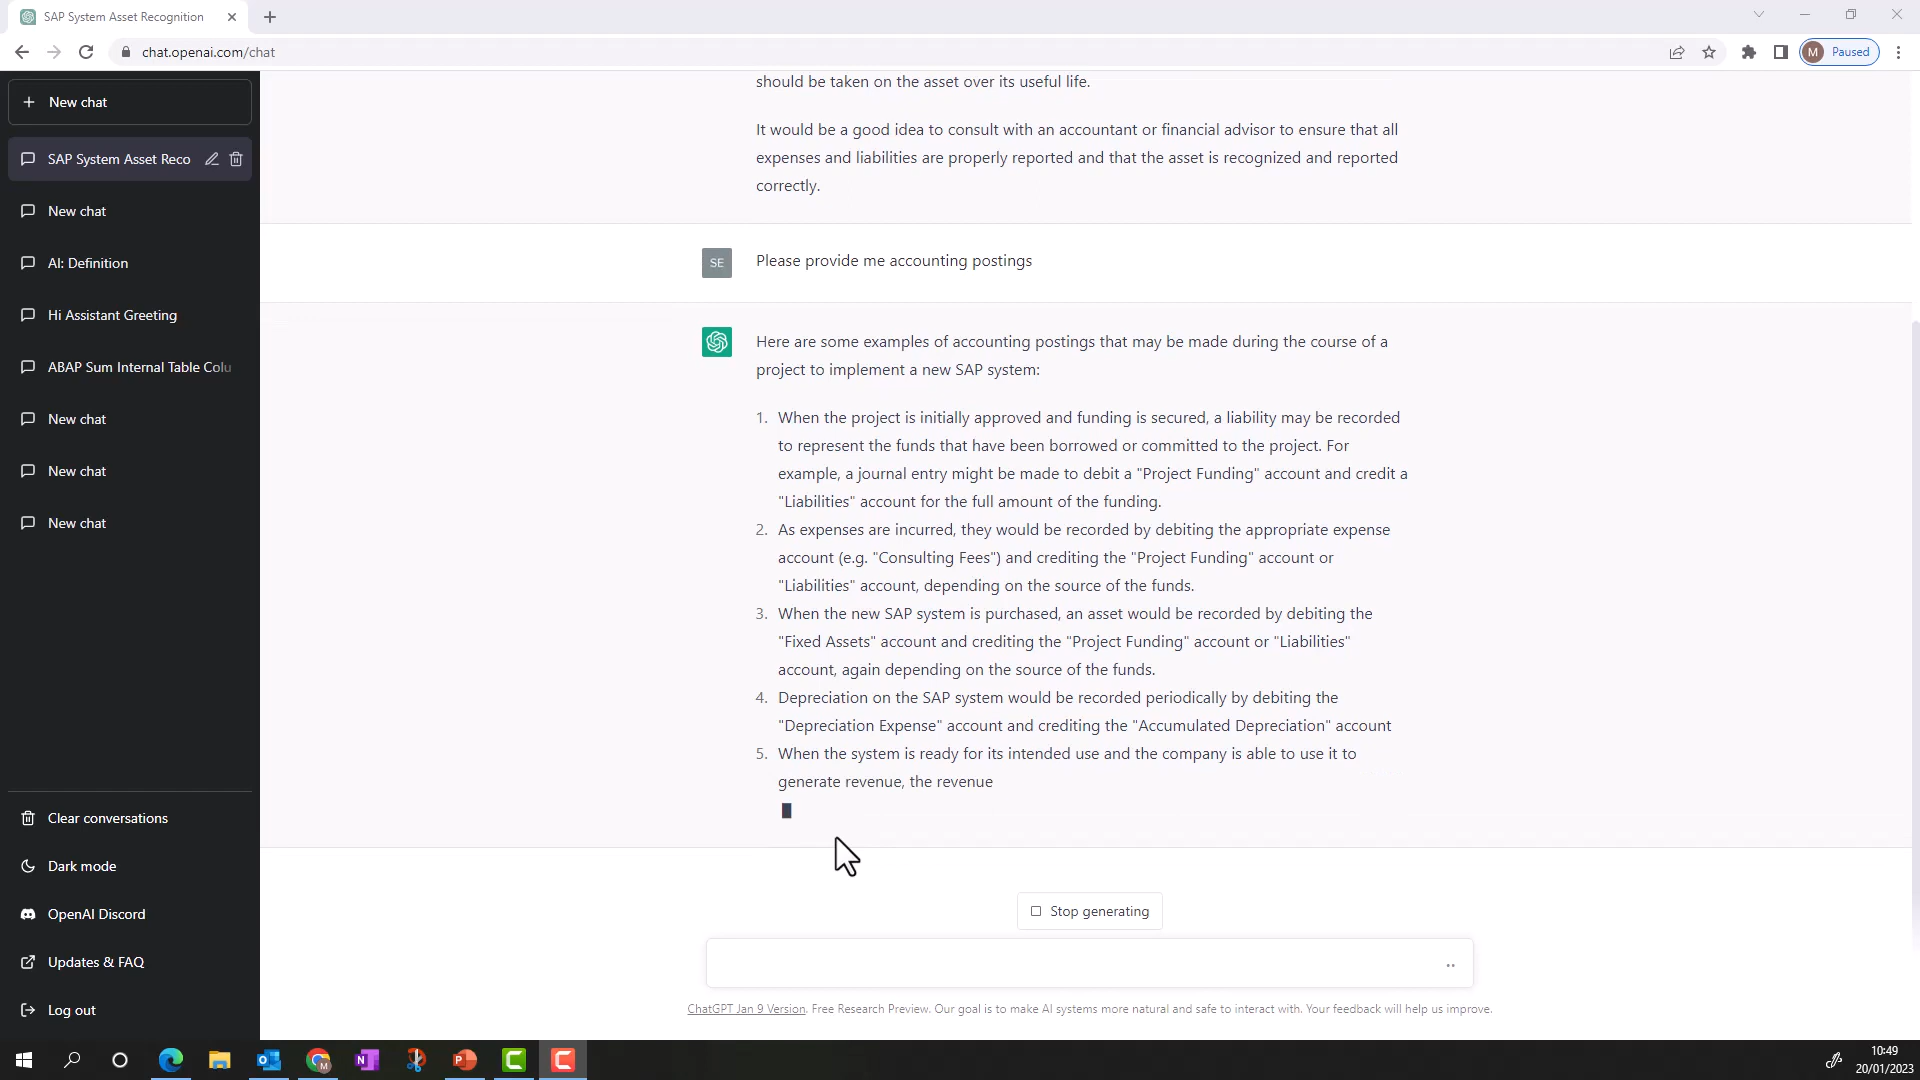 SAP System Asset Recognition
chat.openai.com/chat
M Paused
New chat
SAP System Asset Reco
New chat
AI: Definition
Hi Assistant Greeting
ABAP Sum Internal Table Colu
New chat
New chat
New chat
Clear conversations
Dark mode
OpenAI Discord
Updates & FAQ
Log out
should be taken on the asset over its useful life.
It would be a good idea to consult with an accountant or financial advisor to ensure that all
expenses and liabilities are properly reported and that the asset is recognized and reported
correctly.
SE Please provide me accounting postings
Here are some examples of accounting postings that may be made during the course of a
project to implement a new SAP system:
1. When the project is initially approved and funding is secured, a liability may be recorded
to represent the funds that have been borrowed or committed to the project. For
example, a journal entry might be made to debit a "Project Funding" account and credit a
"Liabilities" account for the full amount of the funding.
2. As expenses are incurred, they would be recorded by debiting the appropriate expense
account (e.g. "Consulting Fees") and crediting the "Project Funding" account or
"Liabilities" account, depending on the source of the funds.
3. When the new SAP system is purchased, an asset would be recorded by debiting the
"Fixed Assets" account and crediting the "Project Funding" account or "Liabilities"
account, again depending on the source of the funds.
4. Depreciation on the SAP system would be recorded periodically by debiting the
"Depreciation Expense" account and crediting the "Accumulated Depreciation" account
5. When the system is ready for its intended use and the company is able to use it to
generate revenue, the revenue
Stop generating
ChatGPT Jan 9 Version. Free Research Preview. Our goal is to make AI systems more natural and safe to interact with. Your feedback will help us improve.
10:49
20/01/2023